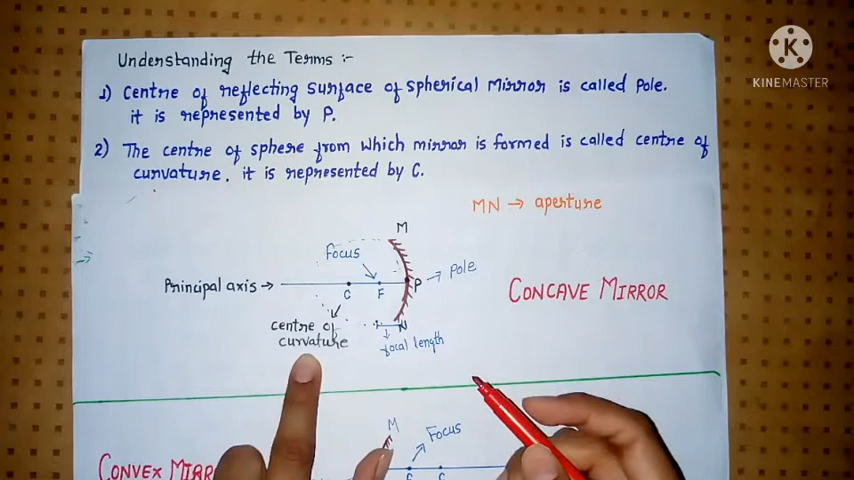 Understanding the Terms :-
1) Centre of reflecting surface of spherical Mirror is called Pole.
it is represented by P.
2) The centre of sphere from which mirror is formed is called centre of
curvature. it is represented by C.
MN → aperture
M
Focus
Principal axis →
C
F
P → Pole
CONCAVE MIRROR
centre of
curvature
N
focal length
M
Focus
CONVEX MIRR
K
KINEMASTER